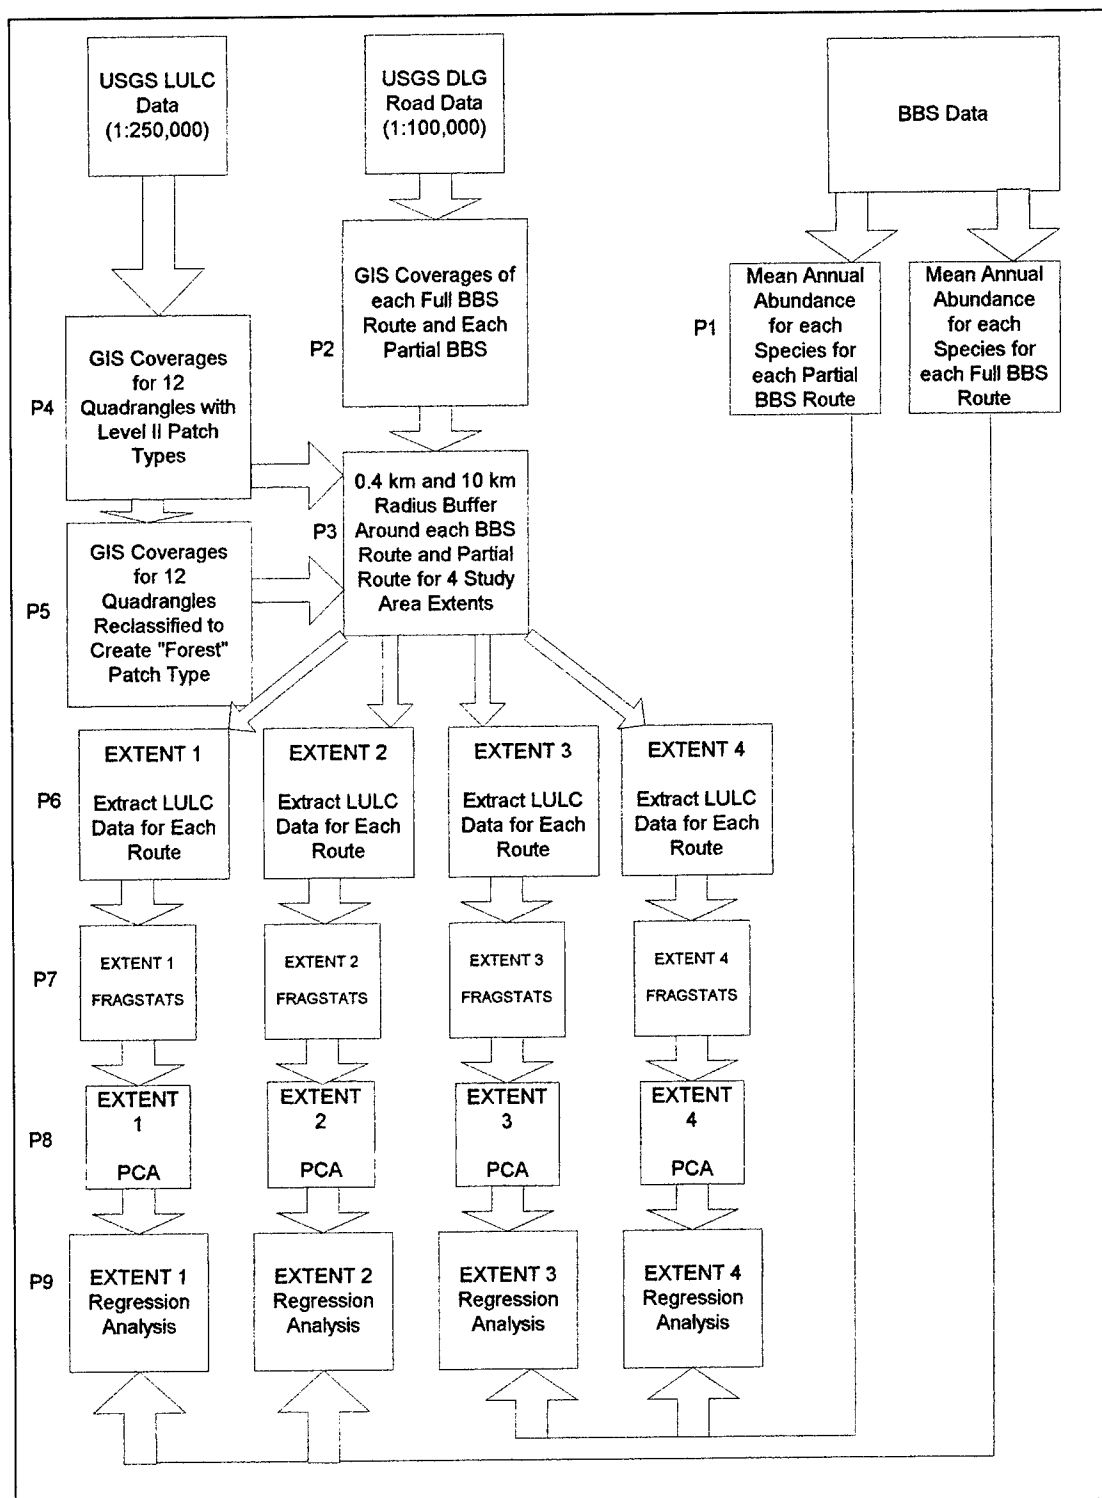 USGS LULC
Data
(1:250,000)
USGS DLG
Road Data
(1:100,000)
BBS Data
P1
Mean Annual
Abundance
for each
Species for
each Partial
BBS Route
Mean Annual
Abundance
for each
Species for
each Full BBS
Route
P2
GIS Coverages of
each Full BBS
Route and Each
Partial BBS
P4
GIS Coverages
for 12
Quadrangles with
Level II Patch
Types
P3
0.4 km and 10 km
Radius Buffer
Around each BBS
Route and Partial
Route for 4 Study
Area Extents
P5
GIS Coverages
for 12
Quadrangles
Reclassified to
Create "Forest"
Patch Type
P6
EXTENT 1
Extract LULC
Data for Each
Route
EXTENT 2
Extract LULC
Data for Each
Route
EXTENT 3
Extract LULC
Data for Each
Route
EXTENT 4
Extract LULC
Data for Each
Route
P7
EXTENT 1
FRAGSTATS
EXTENT 2
FRAGSTATS
EXTENT 3
FRAGSTATS
EXTENT 4
FRAGSTATS
P8
EXTENT
1
PCA
EXTENT
2
PCA
EXTENT
3
PCA
EXTENT
4
PCA
P9
EXTENT 1
Regression
Analysis
EXTENT 2
Regression
Analysis
EXTENT 3
Regression
Analysis
EXTENT 4
Regression
Analysis